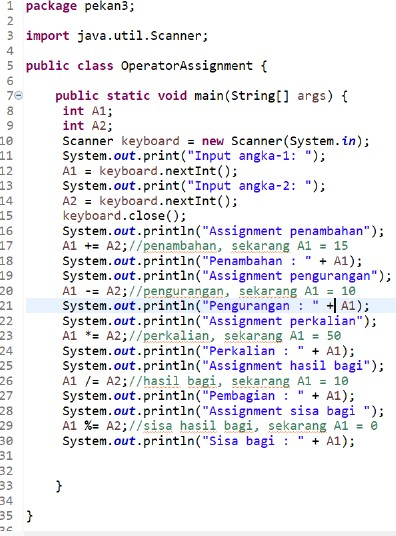 1 package pekan3;
2
3 import java.util.Scanner;
4
5 public class OperatorAssignment {
6
7 public static void main(String[] args) {
8 int A1;
9 int A2;
10 Scanner keyboard = new Scanner(System.in);
11 System.out.print("Input angka-1: ");
12 A1 = keyboard.nextInt();
13 System.out.print("Input angka-2: ");
14 A2 = keyboard.nextInt();
15 keyboard.close();
16 System.out.println("Assignment penambahan");
17 A1 += A2;//penambahan, sekarang A1 = 15
18 System.out.println("Penambahan : " + A1);
19 System.out.println("Assignment pengurangan");
20 A1 -= A2;//pengurangan, sekarang A1 = 10
21 System.out.println("Pengurangan : " + A1);
22 System.out.println("Assignment perkalian");
23 A1 *= A2;//perkalian, sekarang A1 = 50
24 System.out.println("Perkalian : " + A1);
25 System.out.println("Assignment hasil bagi");
26 A1 /= A2;//hasil bagi, sekarang A1 = 10
27 System.out.println("Pembagian : " + A1);
28 System.out.println("Assignment sisa bagi ");
29 A1 %= A2;//sisa hasil bagi, sekarang A1 = 0
30 System.out.println("Sisa bagi : " + A1);
31
32
33 }
34
35 }
36